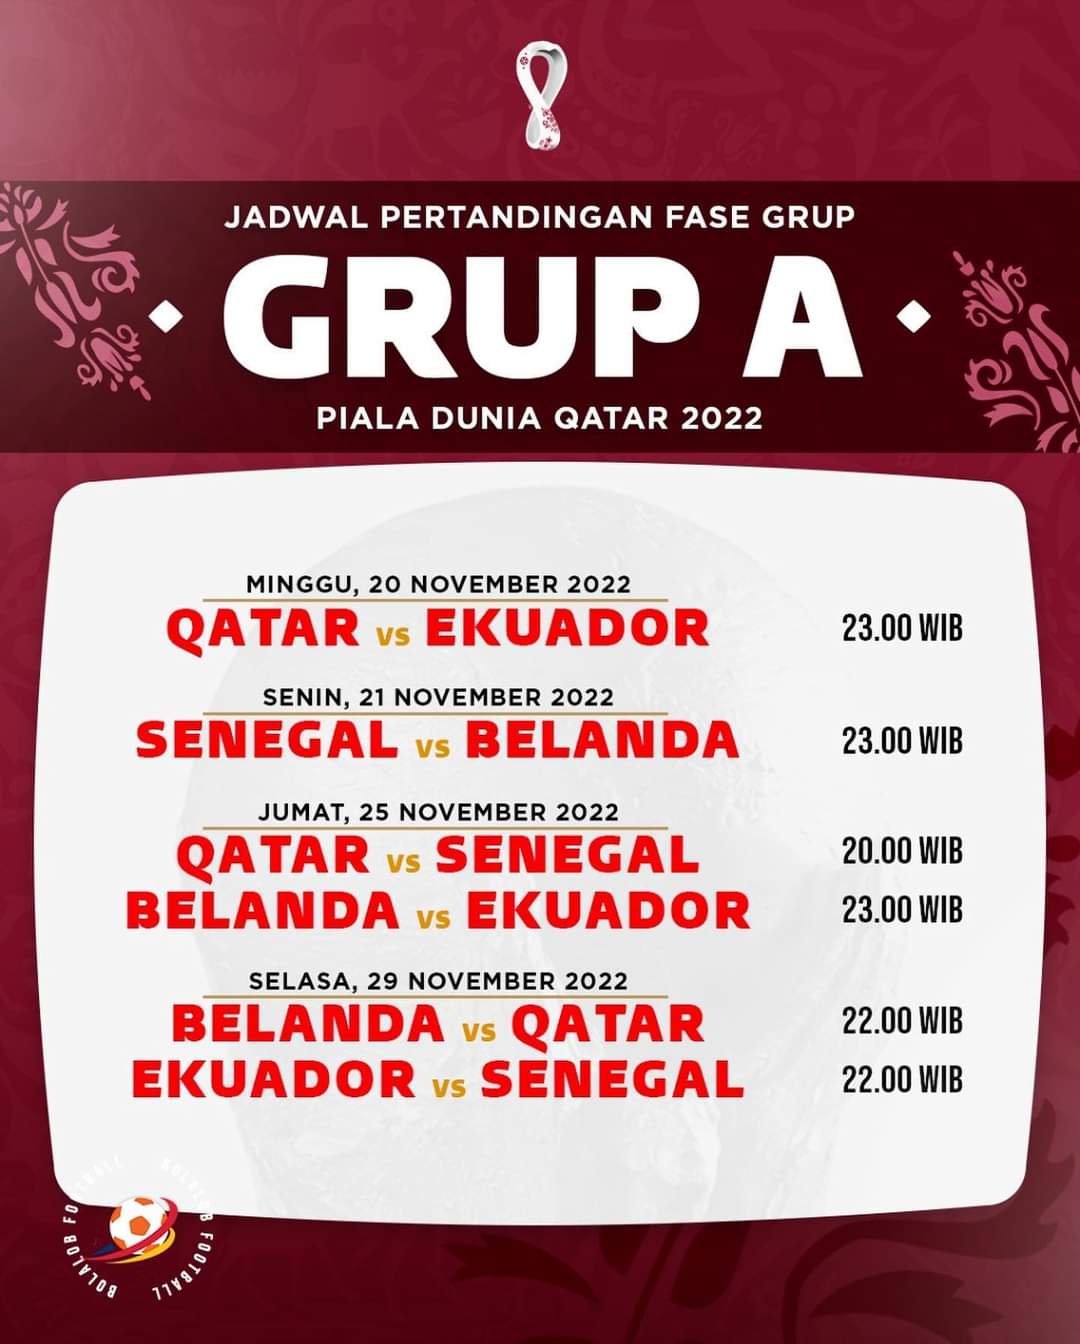 JADWAL PERTANDINGAN FASE GRUP
GRUP A
PIALA DUNIA QATAR 2022
MINGGU, 20 NOVEMBER 2022
QATAR vs EKUADOR 23.00 WIB
SENIN, 21 NOVEMBER 2022
SENEGAL vs BELANDA 23.00 WIB
JUMAT, 25 NOVEMBER 2022
QATAR vs SENEGAL 20.00 WIB
BELANDA vs EKUADOR 23.00 WIB
SELASA, 29 NOVEMBER 2022
BELANDA vs QATAR 22.00 WIB
EKUADOR vs SENEGAL 22.00 WIB
BOLALOB FOOTBALL
BOLALOB FOOTBALL